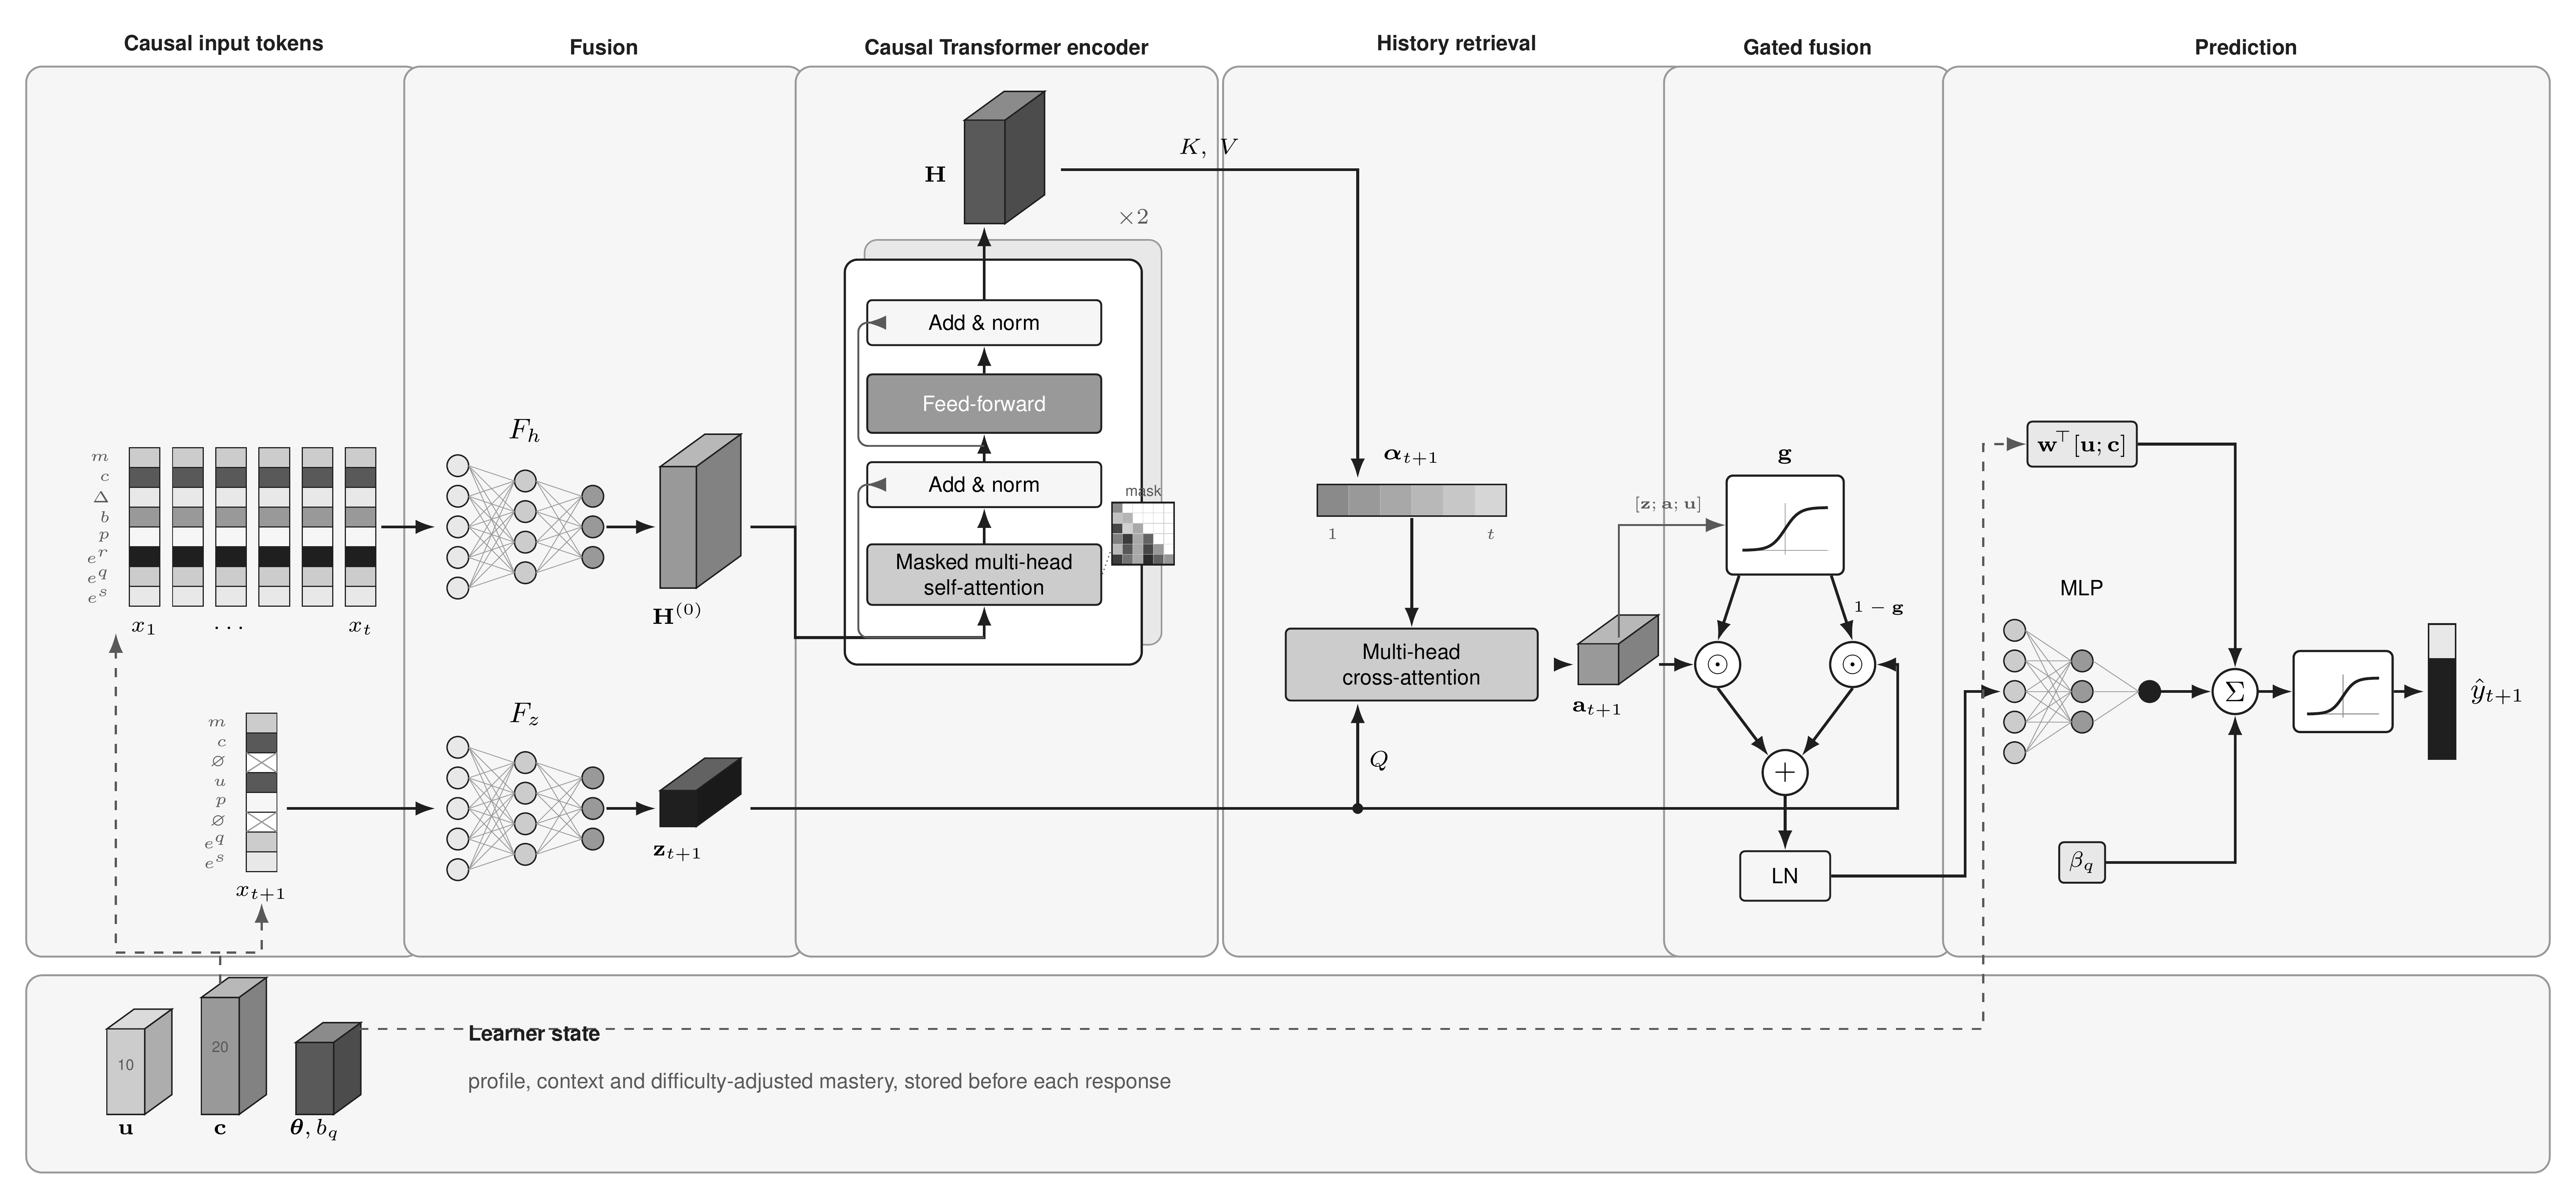 Causal input tokens
Fusion
Causal Transformer encoder
History retrieval
Gated fusion
Prediction
m
c
Δ
b
p
e^r
e^q
e^s
x_1
...
x_t
m
c
∅
u
p
∅
e^q
e^s
x_{t+1}
F_h
H^{(0)}
F_z
z_{t+1}
H
×2
Add & norm
Feed-forward
Add & norm
mask
Masked multi-head
self-attention
K, V
α_{t+1}
1
t
Multi-head
cross-attention
Q
a_{t+1}
[z; a; u]
g
1 − g
+
LN
w^⊤[u; c]
MLP
Σ
ŷ_{t+1}
β_q
10
20
u
c
θ, b_q
Learner state
profile, context and difficulty-adjusted mastery, stored before each response